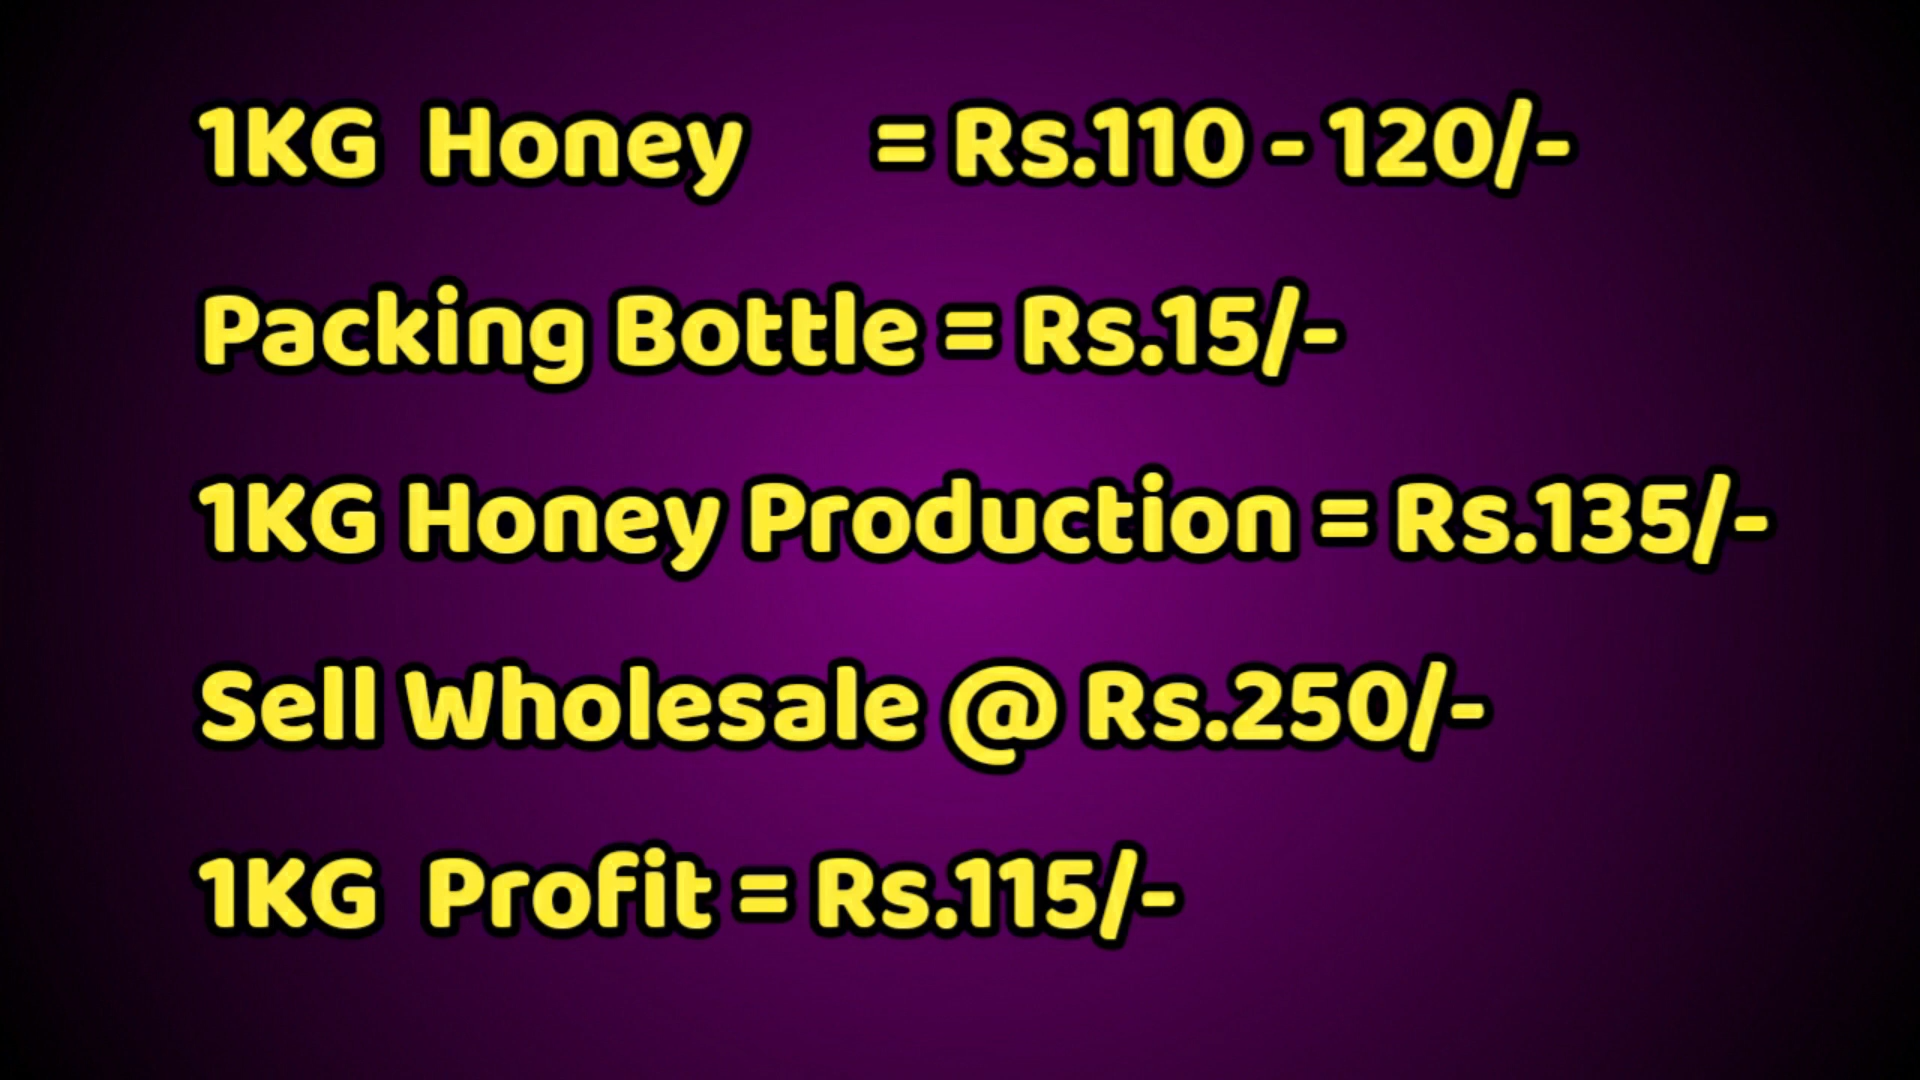 1KG Honey = Rs.110 - 120/-
Packing Bottle = Rs.15/-
1KG Honey Production = Rs.135/-
Sell Wholesale @ Rs.250/-
1KG Profit = Rs.115/-